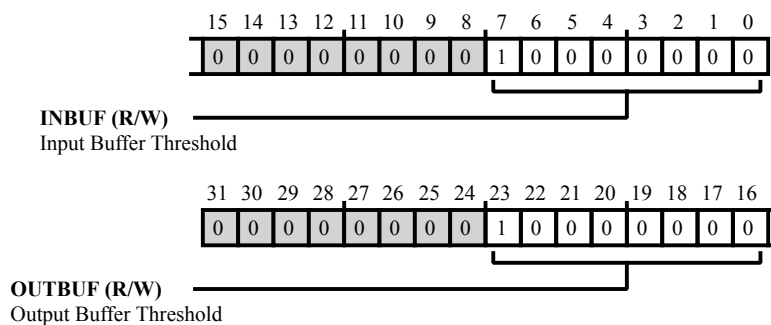 15 14 13 12 11 10 9 8 7 6 5 4 3 2 1 0
0 0 0 0 0 0 0 0 1 0 0 0 0 0 0 0
INBUF (R/W)
Input Buffer Threshold
31 30 29 28 27 26 25 24 23 22 21 20 19 18 17 16
0 0 0 0 0 0 0 0 1 0 0 0 0 0 0 0
OUTBUF (R/W)
Output Buffer Threshold